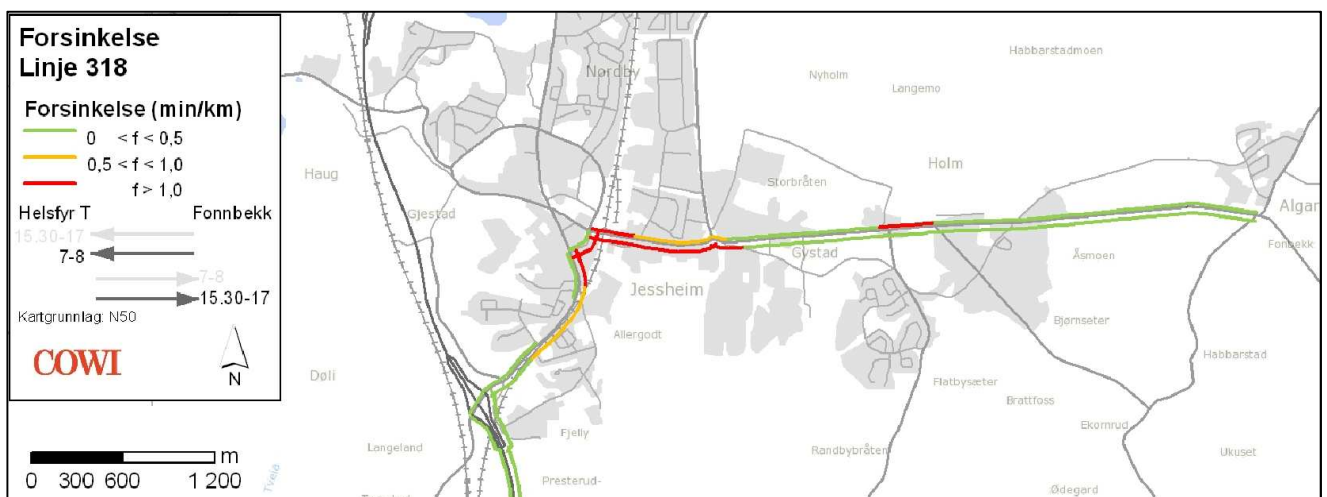 Forsinkelse
Linje 318
Forsinkelse (min/km)
0 < f < 0,5
0,5 < f < 1,0
f > 1,0
Helsfyr T Fonnbekk
15.30-17
7-8
7-8
15.30-17
Kartgrunnlag: N50
COWI
N
0 300 600 1 200 m
Habbarstadmoen
Nordby
Nyholm
Langemo
Haug
Holm
Storbråten
Gjestad
Algar
Fonbekk
Gystad
Åsmoen
Jessheim
Bjørnseter
Allergodt
Habbarstad
Døli
Flatbysæter
Brattfoss
Ekornrud
Fjelly
Langeland
Randbybråten
Ukuset
Tveia
Presterud-
Ødegard